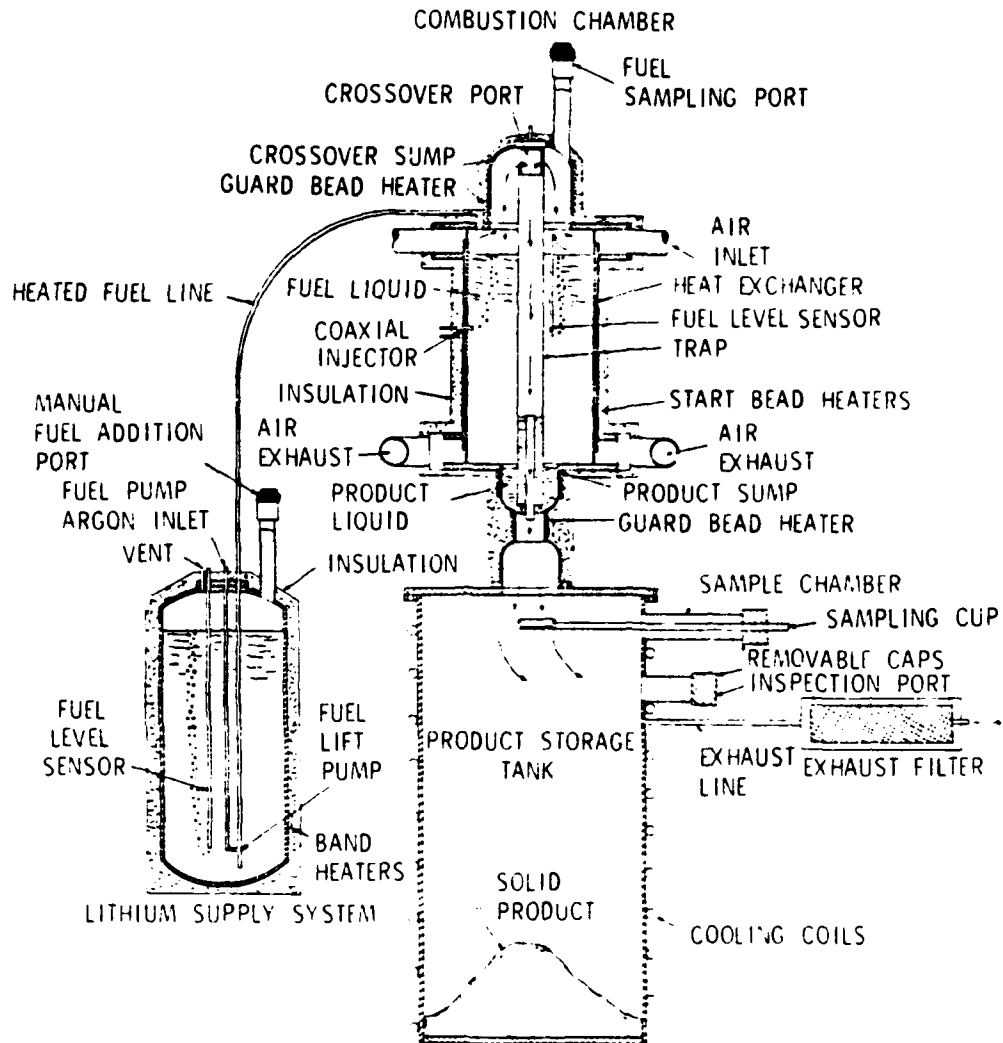 COMBUSTION CHAMBER
FUEL
SAMPLING PORT
CROSSOVER PORT
CROSSOVER SUMP
GUARD BEAD HEATER
AIR
INLET
HEATED FUEL LINE
FUEL LIQUID
HEAT EXCHANGER
COAXIAL
INJECTOR
FUEL LEVEL SENSOR
TRAP
INSULATION
START BEAD HEATERS
MANUAL
FUEL ADDITION
PORT
AIR
EXHAUST
AIR
EXHAUST
FUEL PUMP
ARGON INLET
VENT
PRODUCT
LIQUID
PRODUCT SUMP
GUARD BEAD HEATER
INSULATION
SAMPLE CHAMBER
SAMPLING CUP
REMOVABLE CAPS
INSPECTION PORT
FUEL
LEVEL
SENSOR
FUEL
LIFT
PUMP
PRODUCT STORAGE
TANK
EXHAUST
LINE
EXHAUST FILTER
BAND
HEATERS
LITHIUM SUPPLY SYSTEM
SOLID
PRODUCT
COOLING COILS